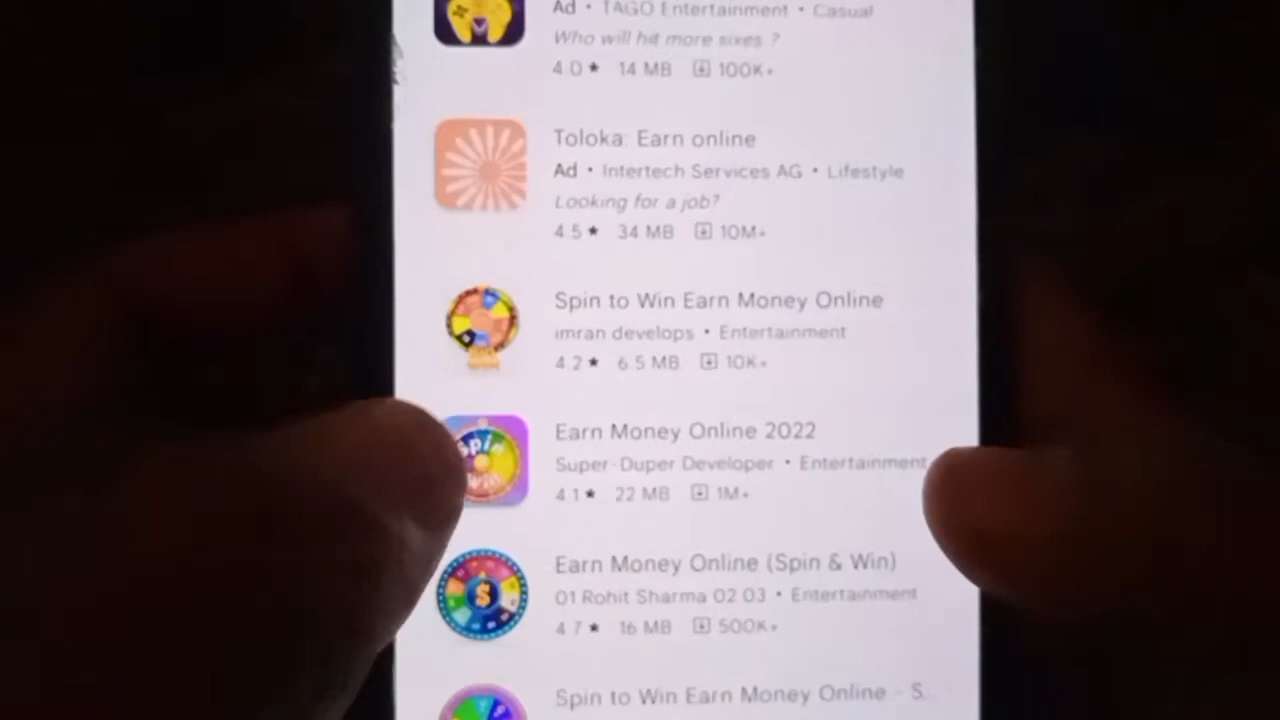 Ad • TAGO Entertainment • Casual
Who will hit more sixes ?
4.0★ 14 MB 100K+
Toloka: Earn online
Ad • Intertech Services AG • Lifestyle
Looking for a job?
4.5★ 34 MB 10M+
Spin to Win Earn Money Online
imran develops • Entertainment
4.2★ 6.5 MB 10K+
Spin
Earn Money Online 2022
Super-Duper Developer • Entertainment
4.1★ 22 MB 1M+
Earn Money Online (Spin & Win)
$
01 Rohit Sharma 02 03 • Entertainment
4.7★ 16 MB 500K+
Spin to Win Earn Money Online - S..